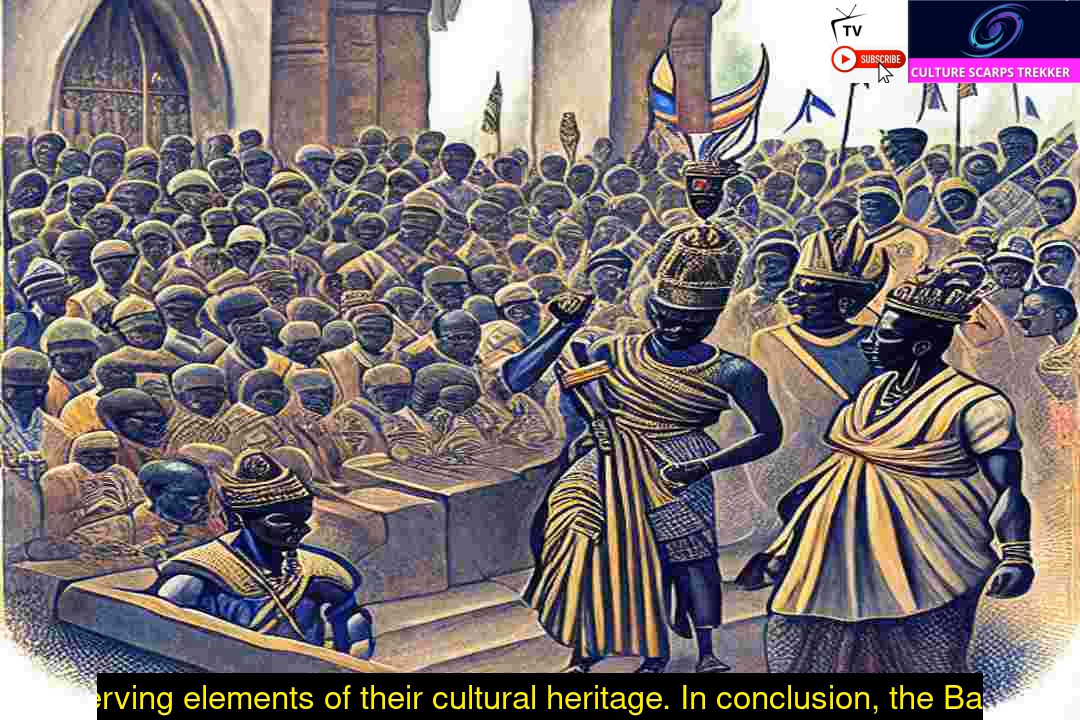 TV
SUBSCRIBE
CULTURE SCARPS TREKKER
erving elements of their cultural heritage. In conclusion, the Ba